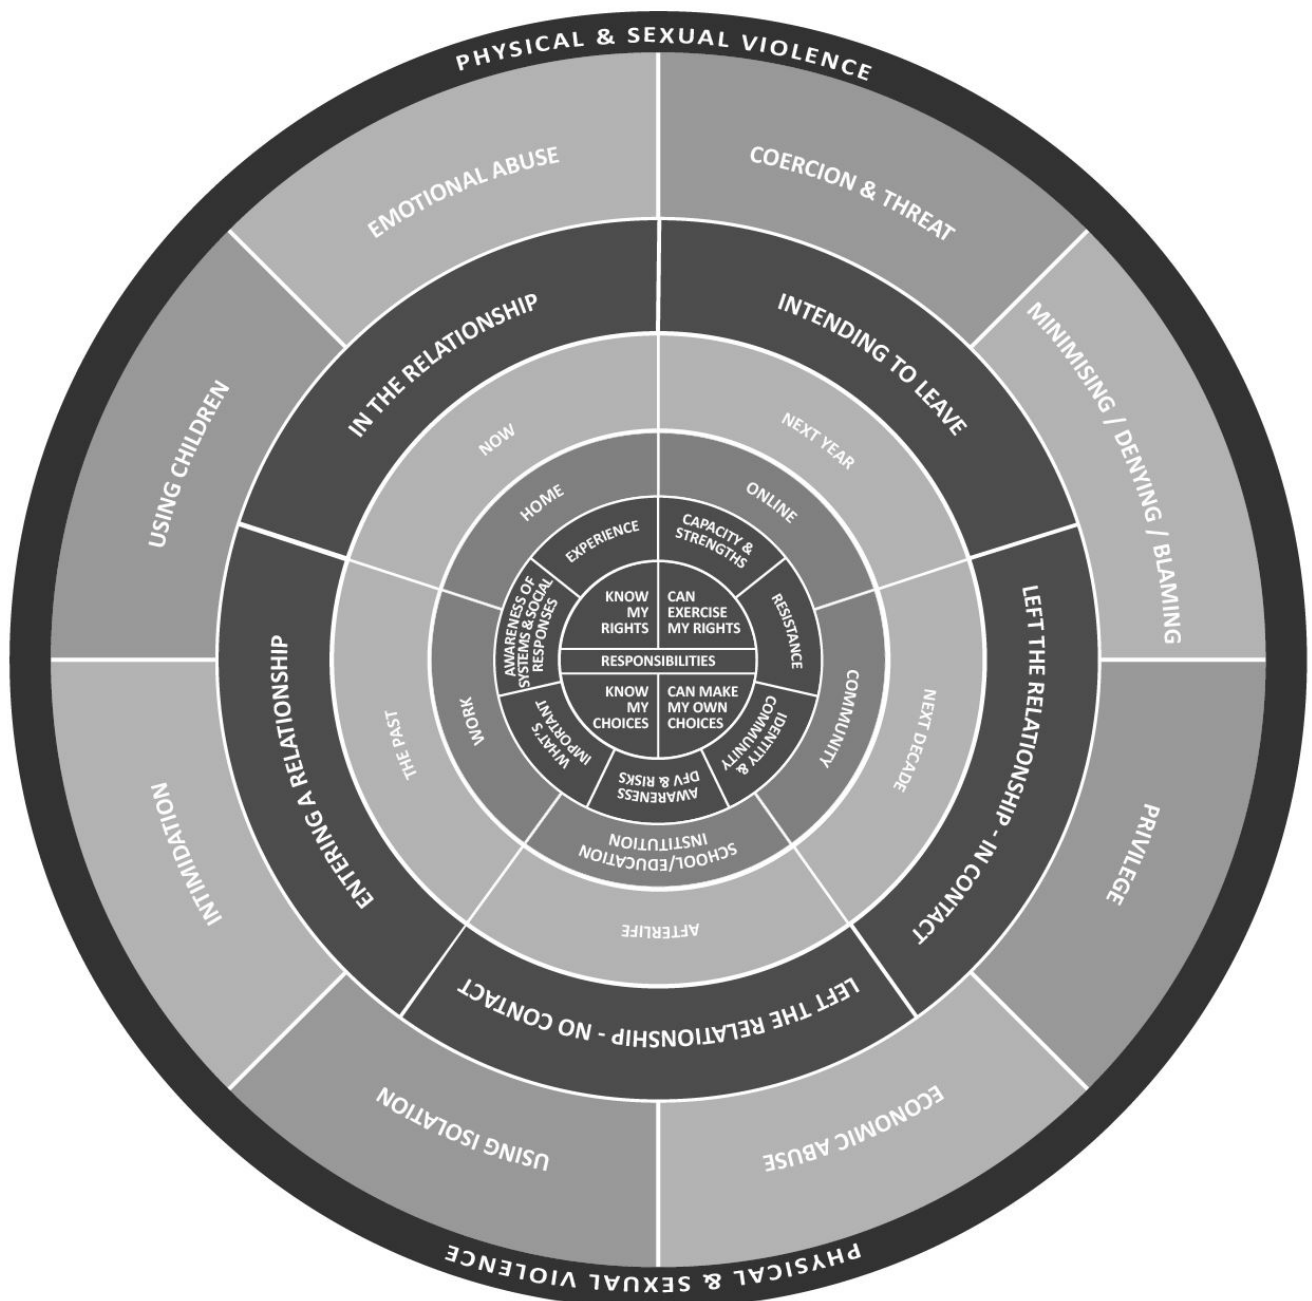 PHYSICAL & SEXUAL VIOLENCE
EMOTIONAL ABUSE
COERCION & THREAT
MINIMISING / DENYING / BLAMING
PRIVILEGE
ECONOMIC ABUSE
USING ISOLATION
INTIMIDATION
USING CHILDREN
IN THE RELATIONSHIP
INTENDING TO LEAVE
LEFT THE RELATIONSHIP - IN CONTACT
LEFT THE RELATIONSHIP - NO CONTACT
ENTERING A RELATIONSHIP
NOW
NEXT YEAR
NEXT DECADE
AFTERLIFE
THE PAST
HOME
ONLINE
COMMUNITY
SCHOOL/EDUCATION
INSTITUTION
WORK
EXPERIENCE
CAPACITY &
STRENGTHS
RESISTANCE
IDENTITY &
COMMUNITY
AWARENESS
DFV & RISKS
WHAT'S
IMPORTANT
AWARENESS OF
SYSTEMS & SOCIAL
RESPONSES
KNOW
MY
RIGHTS
CAN
EXERCISE
MY RIGHTS
RESPONSIBILITIES
KNOW
MY
CHOICES
CAN MAKE
MY OWN
CHOICES
PHYSICAL & SEXUAL VIOLENCE